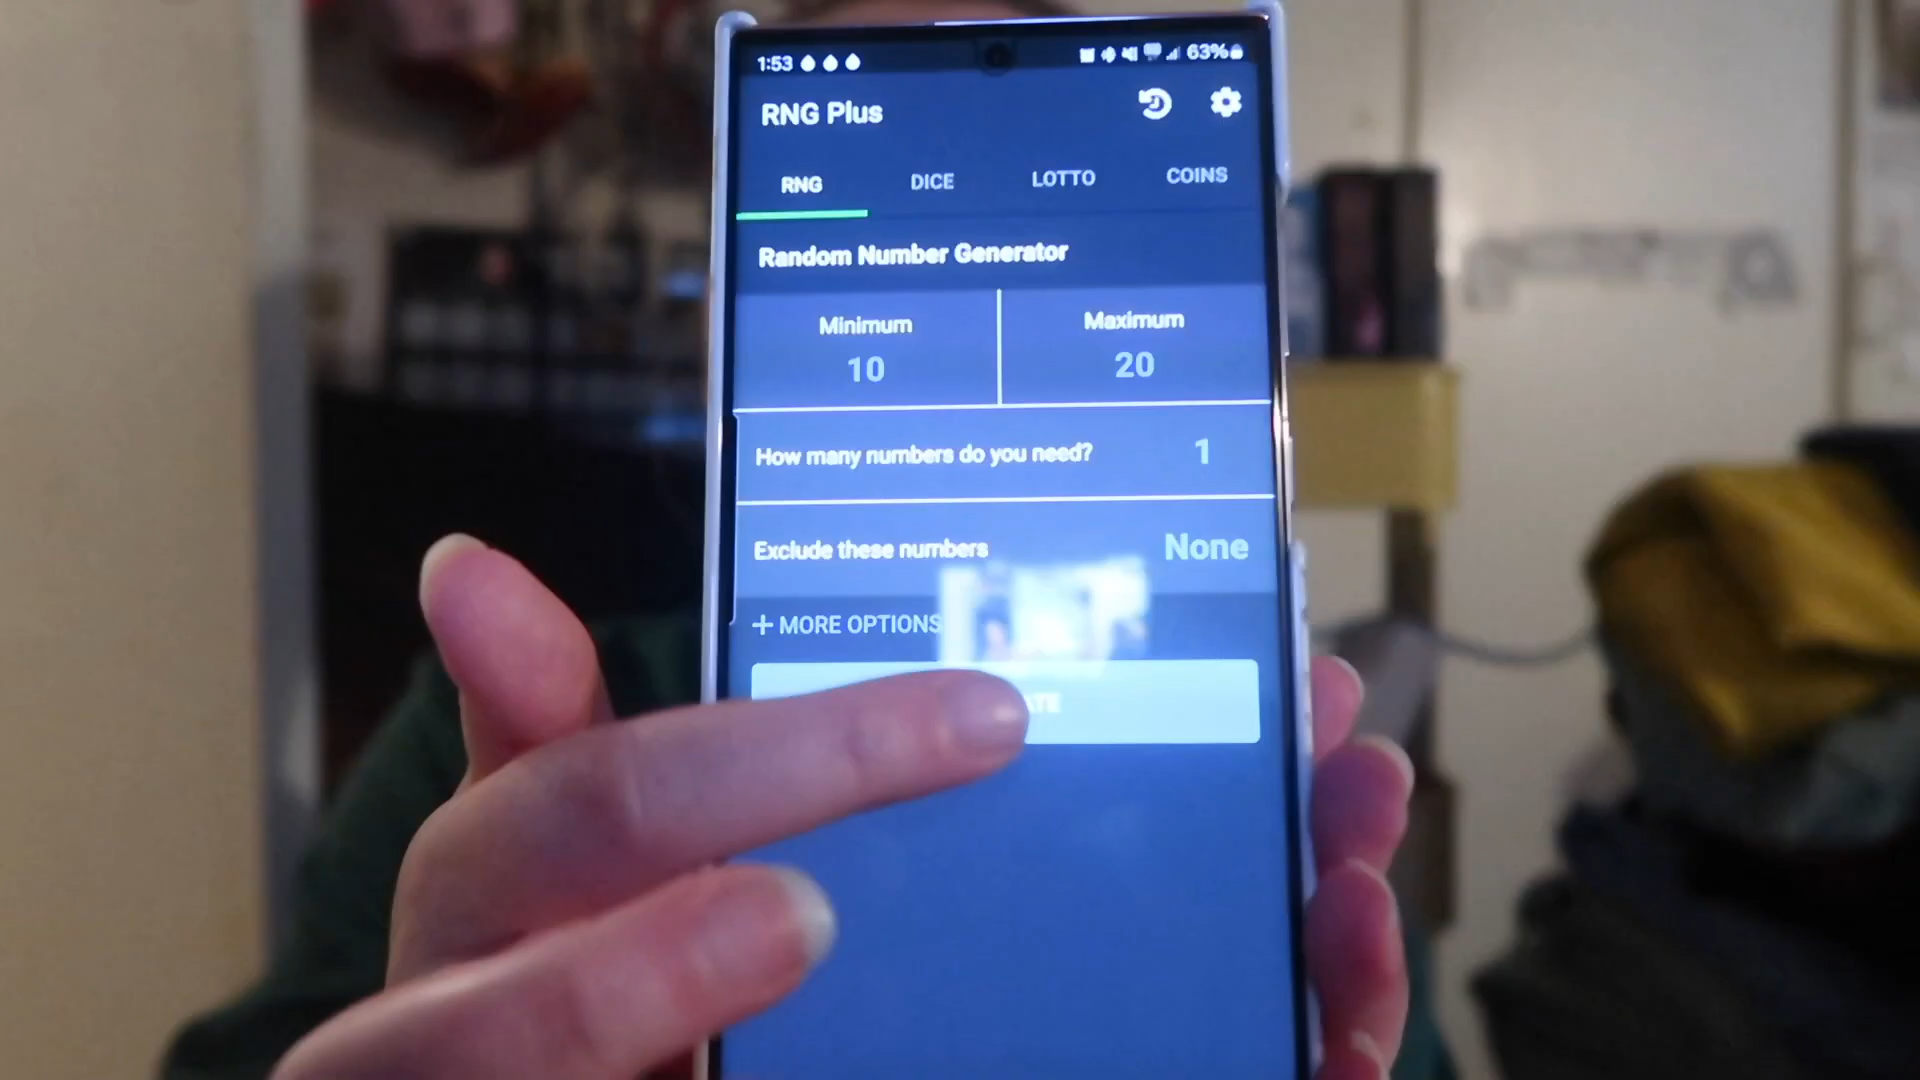 1:53 63%
RNG Plus
RNG DICE LOTTO COINS
Random Number Generator
Minimum Maximum
10 20
How many numbers do you need? 1
Exclude these numbers None
+ MORE OPTIONS